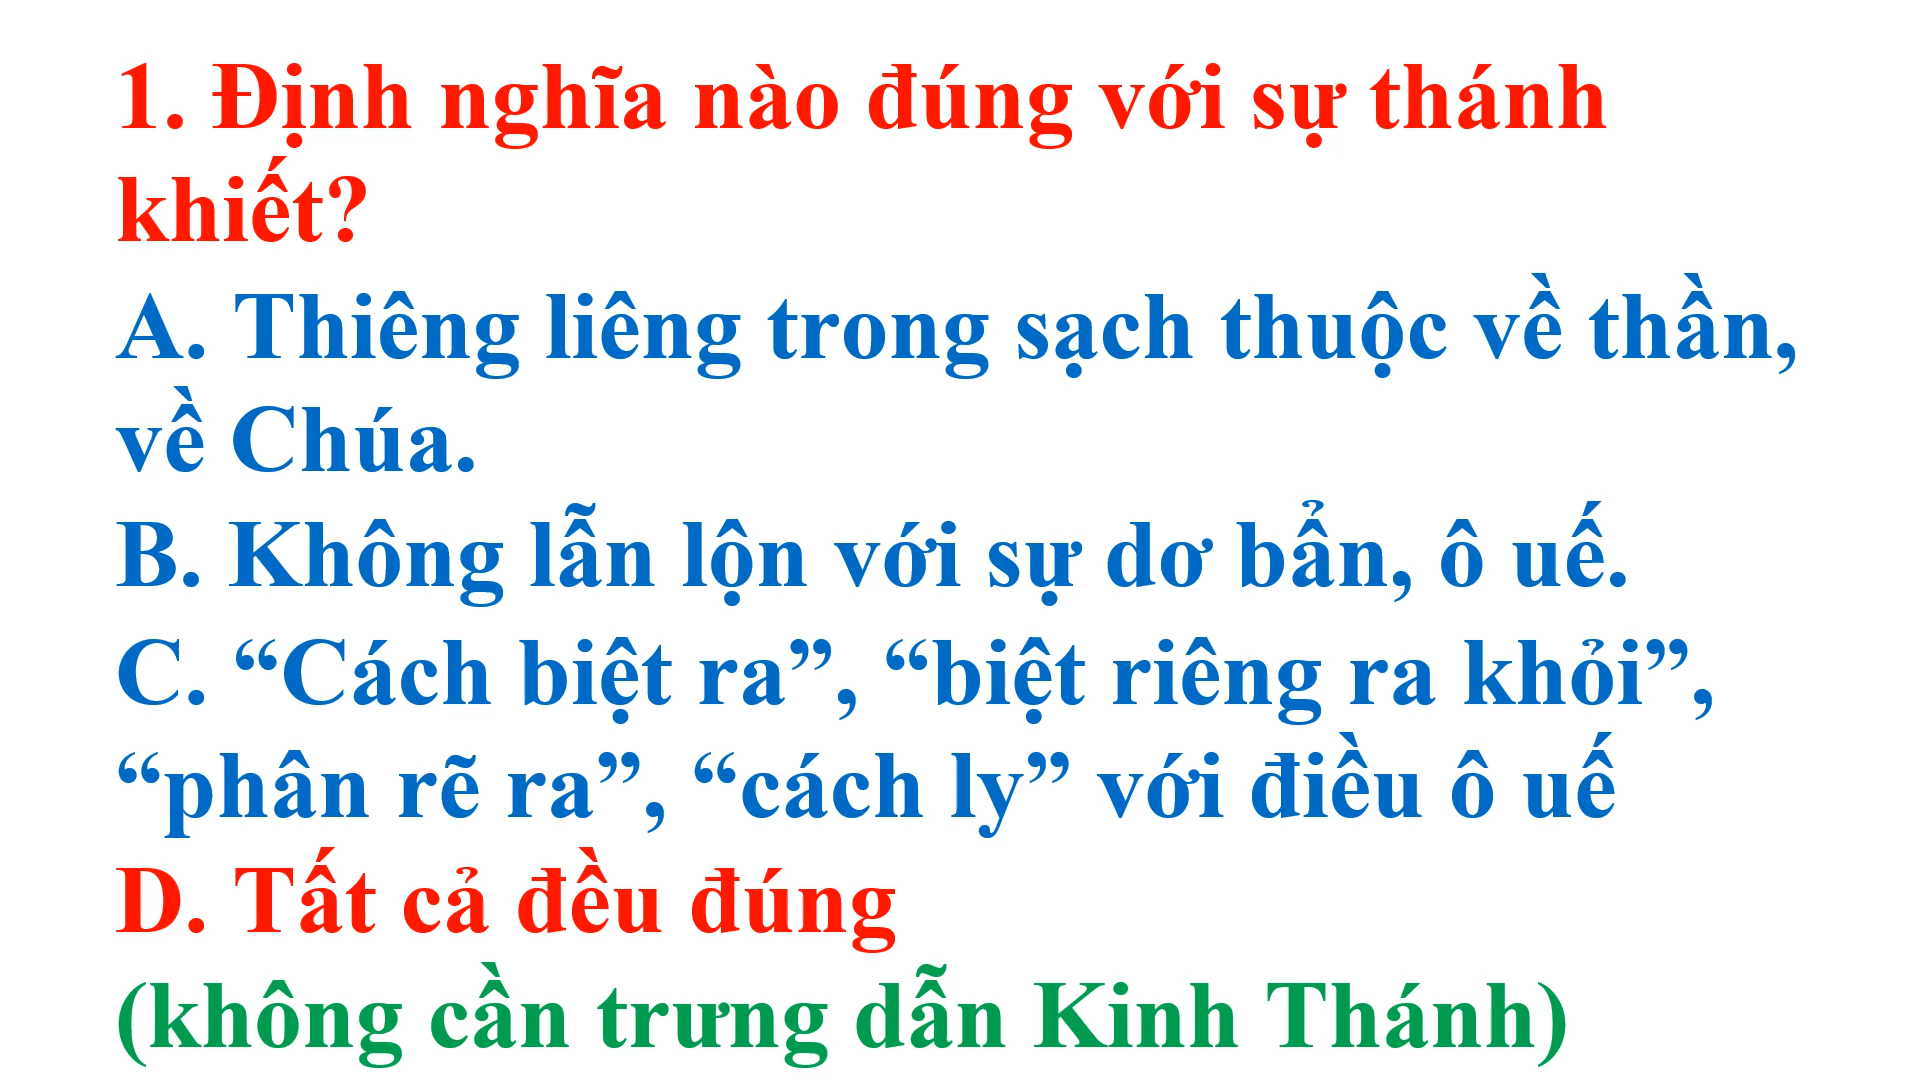 1. Định nghĩa nào đúng với sự thánh
khiết?
A. Thiêng liêng trong sạch thuộc về thần,
về Chúa.
B. Không lẫn lộn với sự dơ bẩn, ô uế.
C. “Cách biệt ra”, “biệt riêng ra khỏi”,
“phân rẽ ra”, “cách ly” với điều ô uế
D. Tất cả đều đúng
(không cần trưng dẫn Kinh Thánh)